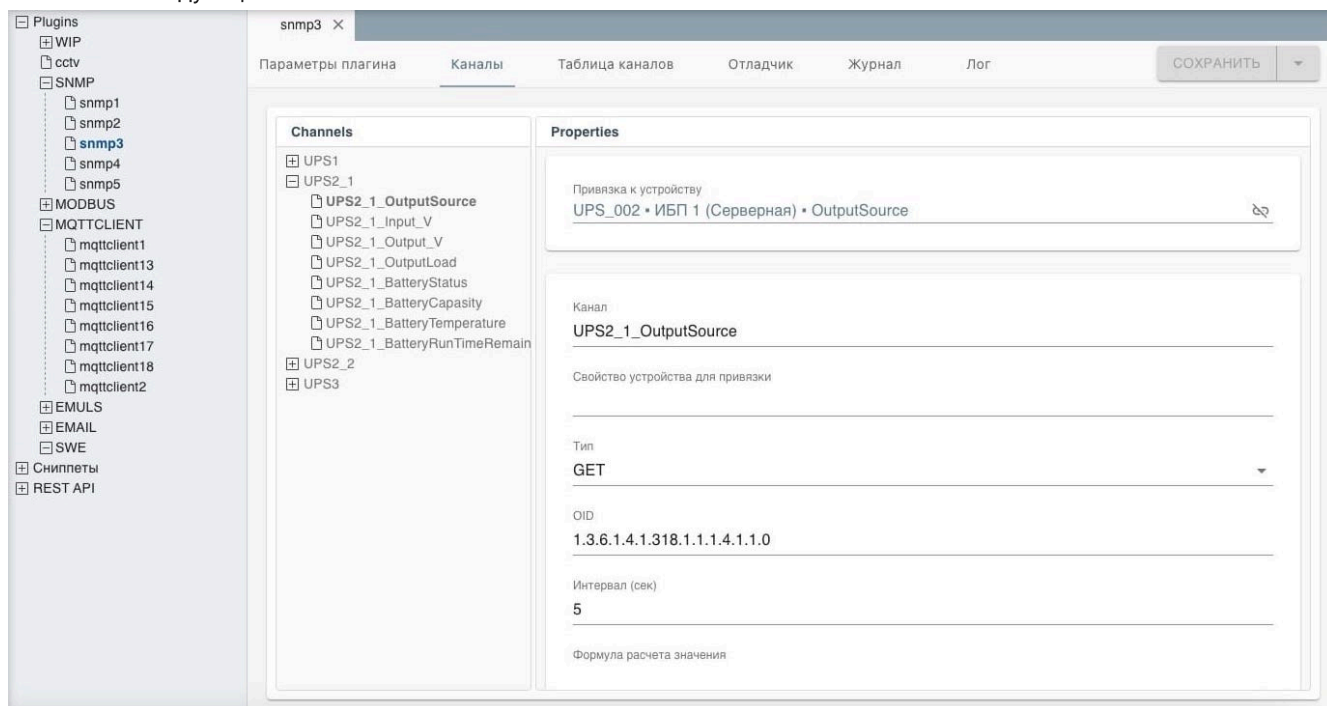 Plugins
WIP
cctv
SNMP
snmp1
snmp2
snmp3
snmp4
snmp5
MODBUS
MQTTCLIENT
mqttclient1
mqttclient13
mqttclient14
mqttclient15
mqttclient16
mqttclient17
mqttclient18
mqttclient2
EMULS
EMAIL
SWE
Сниппеты
REST API
snmp3
Параметры плагина Каналы Таблица каналов Отладчик Журнал Лог СОХРАНИТЬ
Channels
UPS1
UPS2_1
UPS2_1_OutputSource
UPS2_1_Input_V
UPS2_1_Output_V
UPS2_1_OutputLoad
UPS2_1_BatteryStatus
UPS2_1_BatteryCapasity
UPS2_1_BatteryTemperature
UPS2_1_BatteryRunTimeRemain
UPS2_2
UPS3
Properties
Привязка к устройству
UPS_002 • ИБП 1 (Серверная) • OutputSource
Канал
UPS2_1_OutputSource
Свойство устройства для привязки
Тип
GET
OID
1.3.6.1.4.1.318.1.1.1.4.1.1.0
Интервал (сек)
5
Формула расчета значения